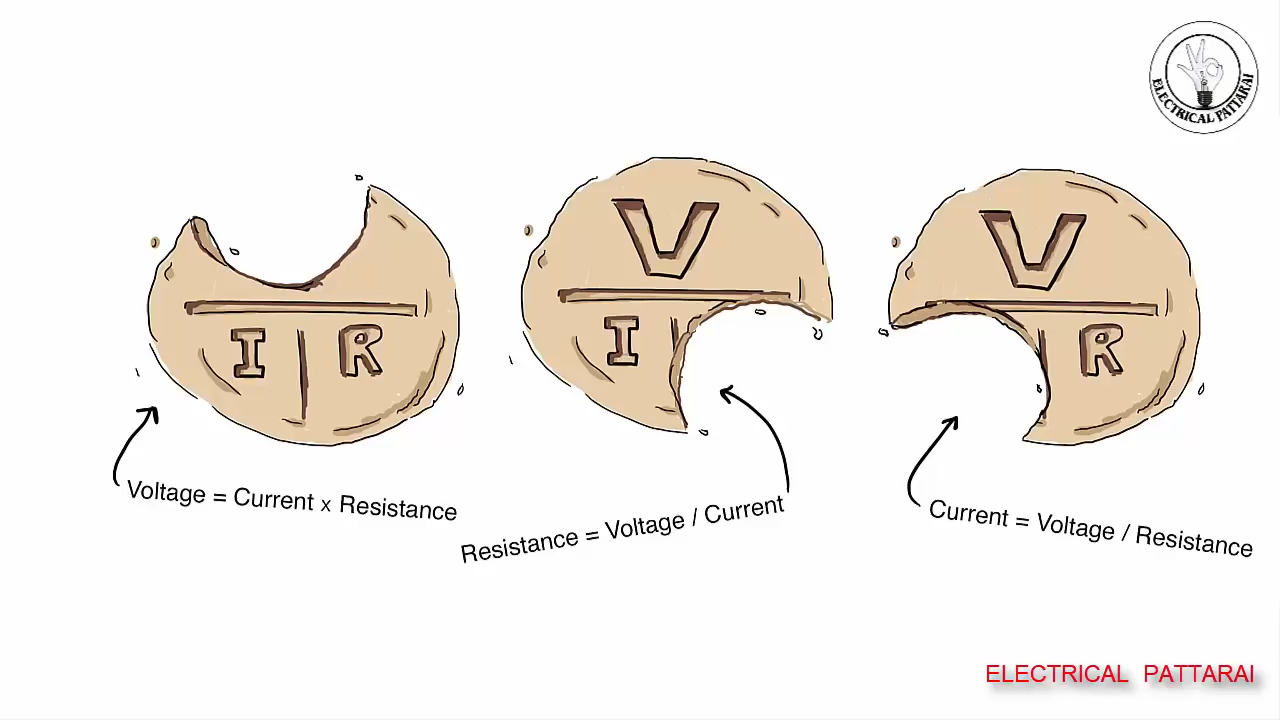 ELECTRICAL PATTARAI
I R
V
I
V
R
Voltage = Current x Resistance
Resistance = Voltage / Current
Current = Voltage / Resistance
ELECTRICAL PATTARAI